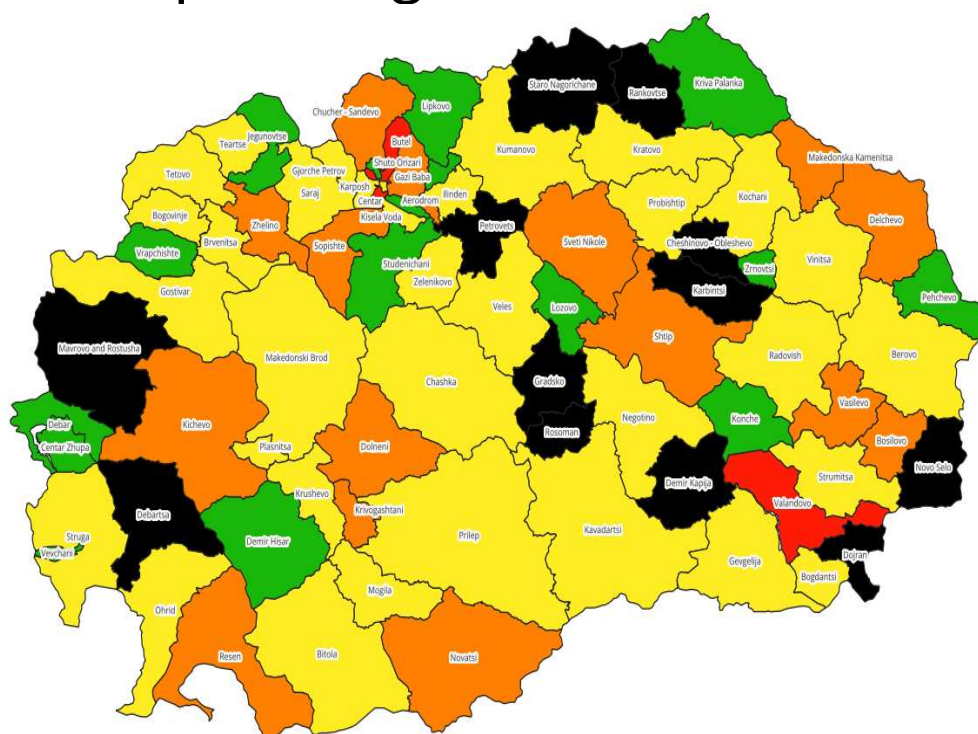 Staro Nagorichane
Rankovtse
Kriva Palanka
Chucher - Sandevo
Lipkovo
Butel
Jegunovtse
Teartse
Kumanovo
Kratovo
Makedonska Kamenitsa
Shuto Orizari
Gjorche Petrov
Gazi Baba
Tetovo
Saraj
Karposh
Ilinden
Kochani
Centar
Aerodrom
Probishtip
Bogovinje
Kisela Voda
Delchevo
Zhelino
Petrovets
Brvenitsa
Sopishte
Sveti Nikole
Cheshinovo - Obleshevo
Vrapchishte
Studenichani
Zrnovtsi
Vinitsa
Zelenikovo
Karbintsi
Gostivar
Pehchevo
Veles
Lozovo
Shtip
Mavrovo and Rostusha
Makedonski Brod
Radovish
Berovo
Chashka
Gradsko
Vasilevo
Negotino
Konche
Debar
Kichevo
Rosoman
Bosilovo
Centar Zhupa
Plasnitsa
Dolneni
Novo Selo
Strumitsa
Demir Kapija
Krushevo
Valandovo
Debartsa
Krivogashtani
Kavadartsi
Prilep
Struga
Demir Hisar
Dojran
Vevchani
Gevgelija
Bogdantsi
Mogila
Ohrid
Bitola
Resen
Novatsi